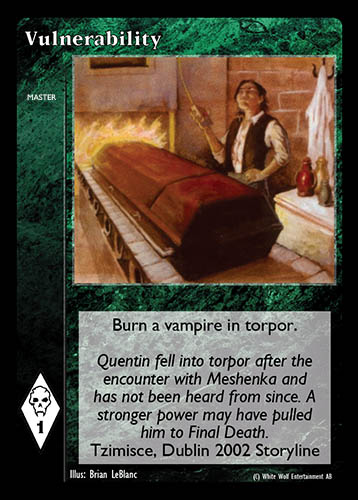 Vulnerability
MASTER
Burn a vampire in torpor.
Quentin fell into torpor after the
encounter with Meshenka and
has not been heard from since. A
stronger power may have pulled
him to Final Death.
Tzimisce, Dublin 2002 Storyline
1
Illus: Brian LeBlanc
(C) White Wolf Entertainment AB